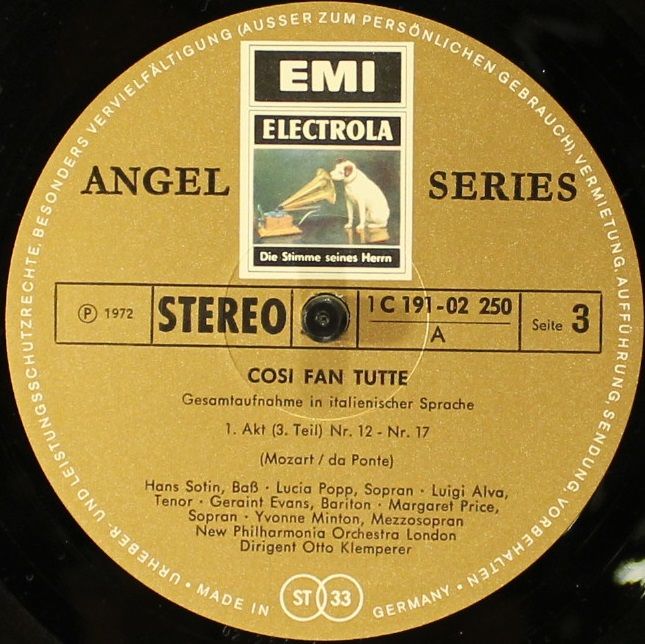 URHEBER- UND LEISTUNGSSCHUTZRECHTE, BESONDERS VERVIELFÄLTIGUNG (AUSSER ZUM PERSÖNLICHEN GEBRAUCH), VERMIETUNG, AUFFÜHRUNG, SENDUNG VORBEHALTEN • MADE IN GERMANY •
EMI
ELECTROLA
ANGEL SERIES
Die Stimme seines Herrn
Ⓟ 1972 STEREO 1 C 191-02 250 Seite 3
A
COSI FAN TUTTE
Gesamtaufnahme in italienischer Sprache
1. Akt (3. Teil) Nr. 12 - Nr. 17
(Mozart / da Ponte)
Hans Sotin, Baß · Lucia Popp, Sopran · Luigi Alva,
Tenor · Geraint Evans, Bariton · Margaret Price,
Sopran · Yvonne Minton, Mezzosopran
New Philharmonia Orchestra London
Dirigent Otto Klemperer
ST 33